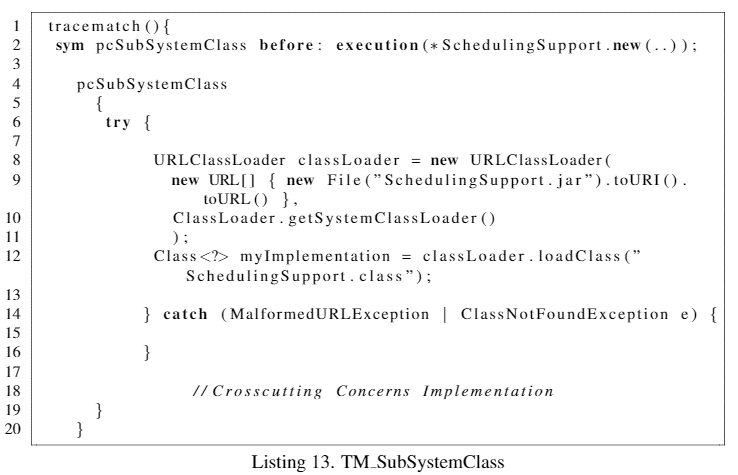 1 tracematch(){
2 sym pcSubSystemClass before: execution(*SchedulingSupport.new(..));
3
4 pcSubSystemClass
5 {
6 try {
7
8 URLClassLoader classLoader = new URLClassLoader(
9 new URL[] { new File("SchedulingSupport.jar").toURI().
toURL() },
10 ClassLoader.getSystemClassLoader()
11 );
12 Class<?> myImplementation = classLoader.loadClass("
SchedulingSupport.class");
13
14 } catch (MalformedURLException | ClassNotFoundException e) {
15
16 }
17
18 //Crosscutting Concerns Implementation
19 }
20 }
Listing 13. TM_SubSystemClass